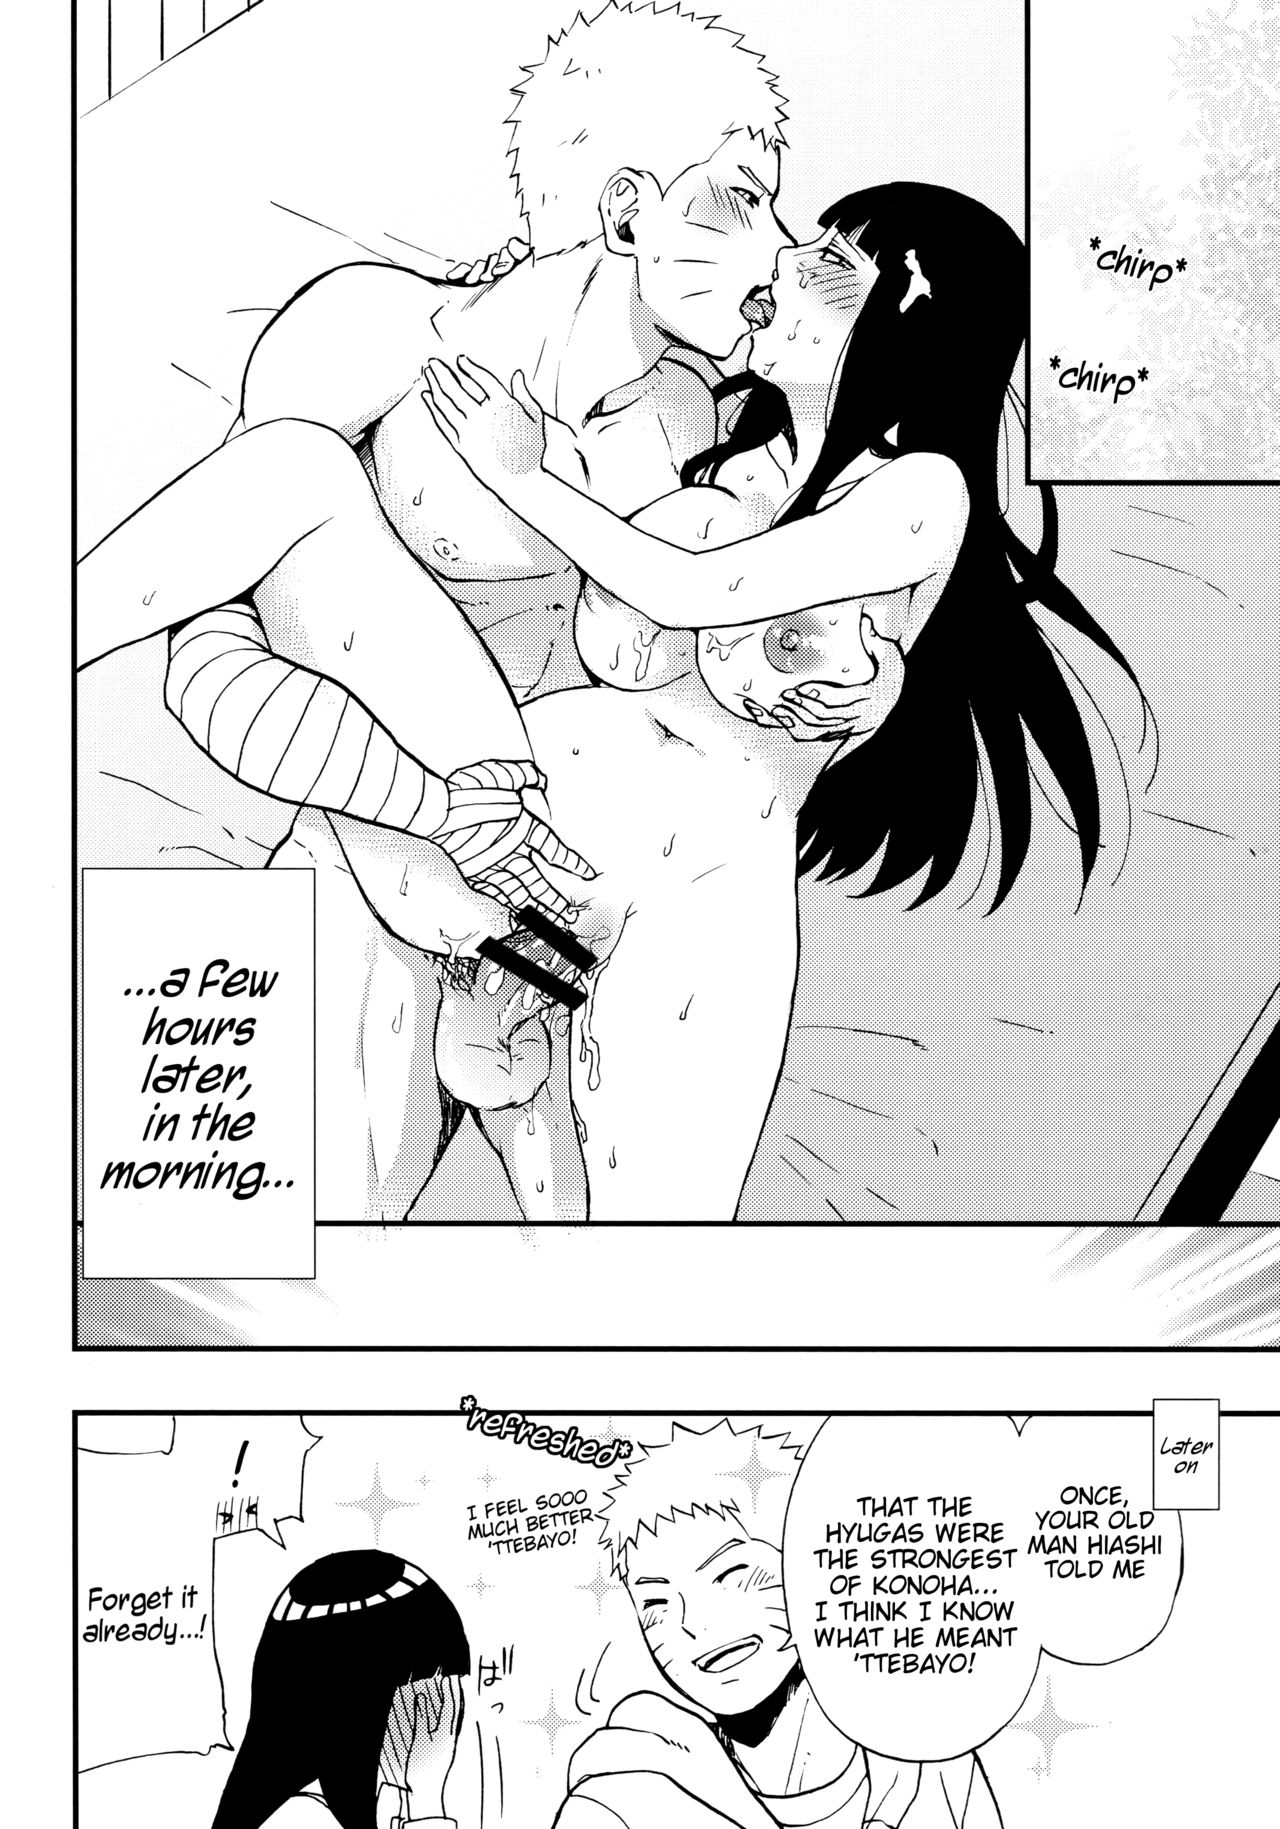 *chirp*
*chirp*
...a few
hours
later,
in the
morning...
Later
on
ONCE,
YOUR OLD
MAN HIASHI
TOLD ME
THAT THE
HYUGAS WERE
THE STRONGEST
OF KONOHA...
I THINK I KNOW
WHAT HE MEANT
'TTEBAYO!
*refreshed*
I FEEL SOOO
MUCH BETTER
'TTEBAYO!
!
Forget it
already...!
は"
っ